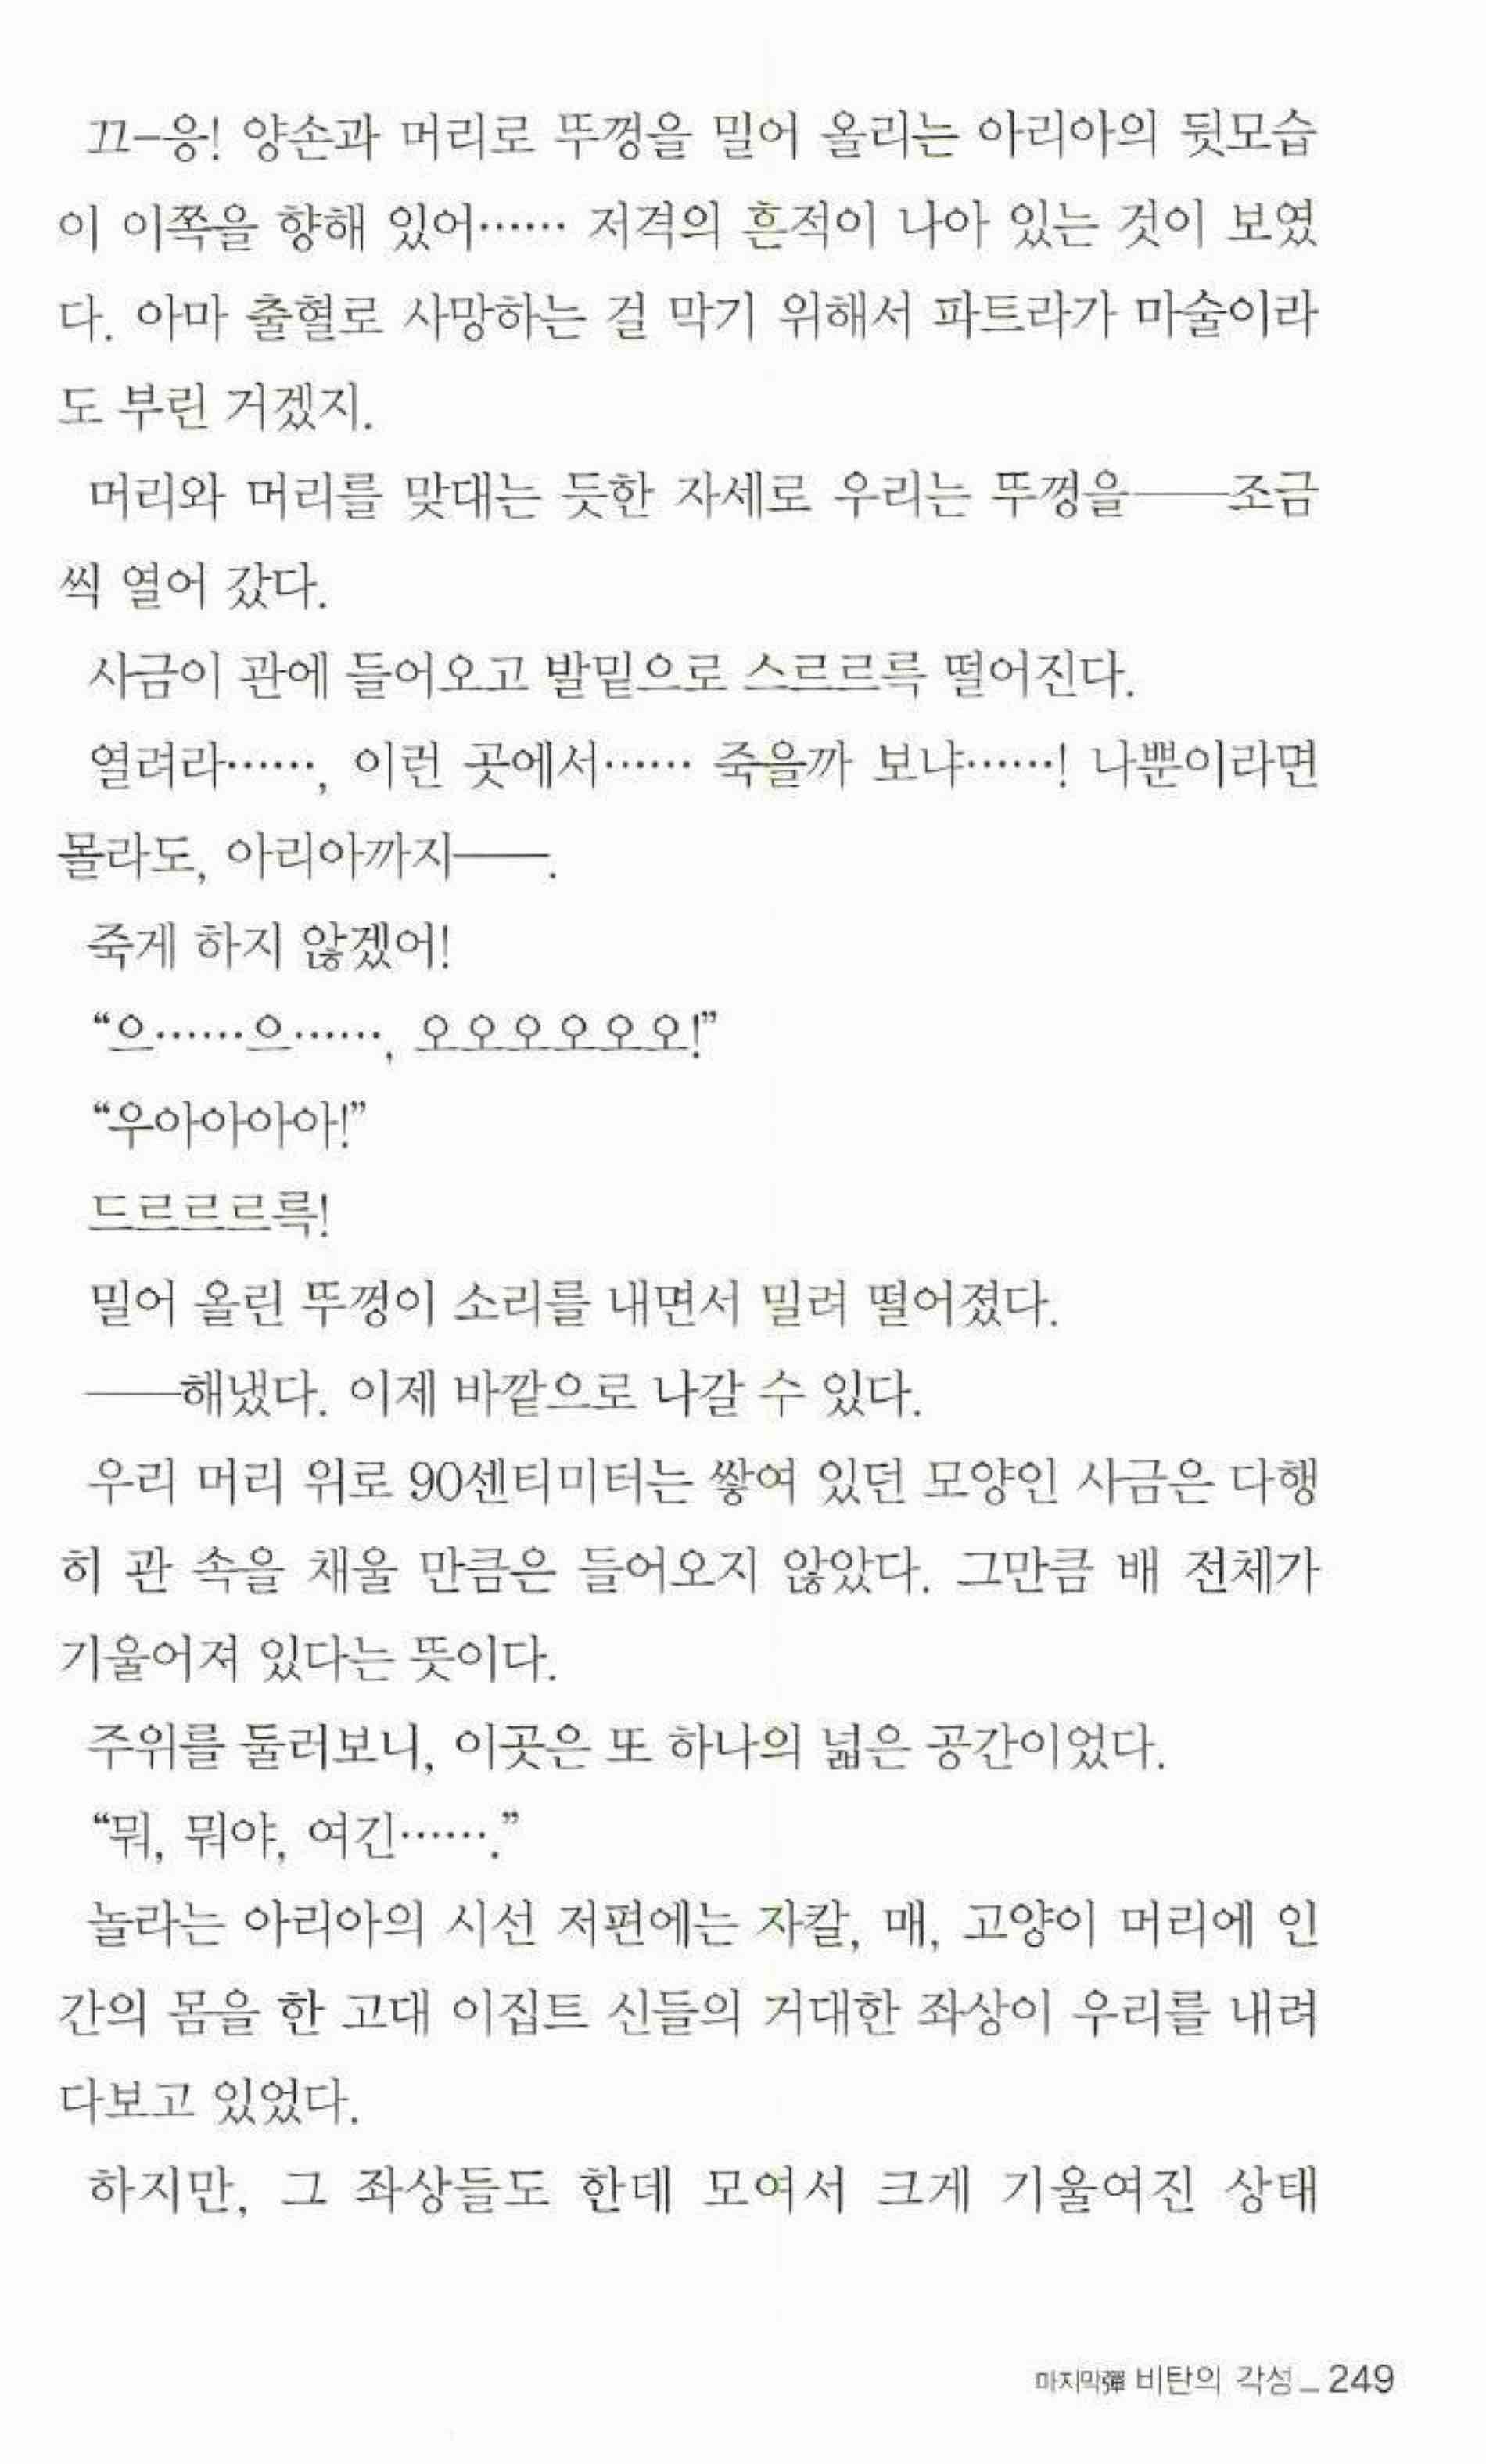 끄-응! 양손과 머리로 뚜껑을 밀어 올리는 아리아의 뒷모습
이 이쪽을 향해 있어…… 저격의 흔적이 나아 있는 것이 보였
다. 아마 출혈로 사망하는 걸 막기 위해서 파트라가 마술이라
도 부린 거겠지.
머리와 머리를 맞대는 듯한 자세로 우리는 뚜껑을――조금
씩 열어 갔다.
사금이 관에 들어오고 발밑으로 스르르륵 떨어진다.
열려라……, 이런 곳에서…… 죽을까 보냐……! 나뿐이라면
몰라도, 아리아까지――.
죽게 하지 않겠어!
“으……으……, 오오오오오오!”
“우아아아아!”
드르르르륵!
밀어 올린 뚜껑이 소리를 내면서 밀려 떨어졌다.
――해냈다. 이제 바깥으로 나갈 수 있다.
우리 머리 위로 90센티미터는 쌓여 있던 모양인 사금은 다행
히 관 속을 채울 만큼은 들어오지 않았다. 그만큼 배 전체가
기울어져 있다는 뜻이다.
주위를 둘러보니, 이곳은 또 하나의 넓은 공간이었다.
“뭐, 뭐야, 여긴…….”
놀라는 아리아의 시선 저편에는 자칼, 매, 고양이 머리에 인
간의 몸을 한 고대 이집트 신들의 거대한 좌상이 우리를 내려
다보고 있었다.
하지만, 그 좌상들도 한데 모여서 크게 기울여진 상태
마지막彈 비탄의 각성_249